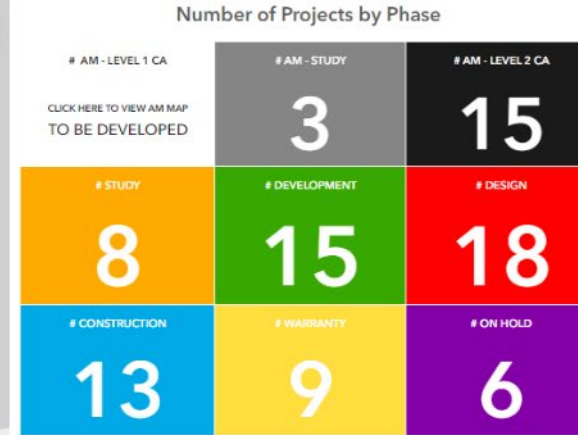 Number of Projects by Phase
# AM - LEVEL 1 CA
CLICK HERE TO VIEW AM MAP
TO BE DEVELOPED
# AM - STUDY
3
# AM - LEVEL 2 CA
15
# STUDY
8
# DEVELOPMENT
15
# DESIGN
18
# CONSTRUCTION
13
# WARRANTY
9
# ON HOLD
6